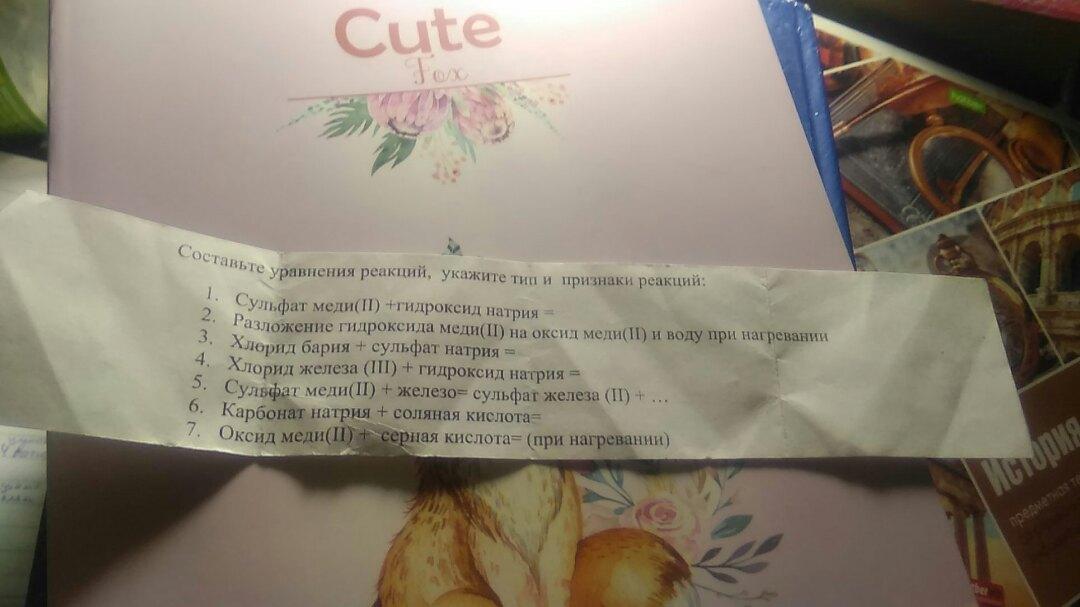 Cute
Fox
Составьте уравнения реакций, укажите тип и признаки реакций:
1. Сульфат меди(II) +гидроксид натрия =
2. Разложение гидроксида меди(II) на оксид меди(II) и воду при нагревании
3. Хлорид бария + сульфат натрия =
4. Хлорид железа (III) + гидроксид натрия =
5. Сульфат меди(II) + железо= сульфат железа (II) + ...
6. Карбонат натрия + соляная кислота=
7. Оксид меди(II) + серная кислота= (при нагревании)
История
предметная